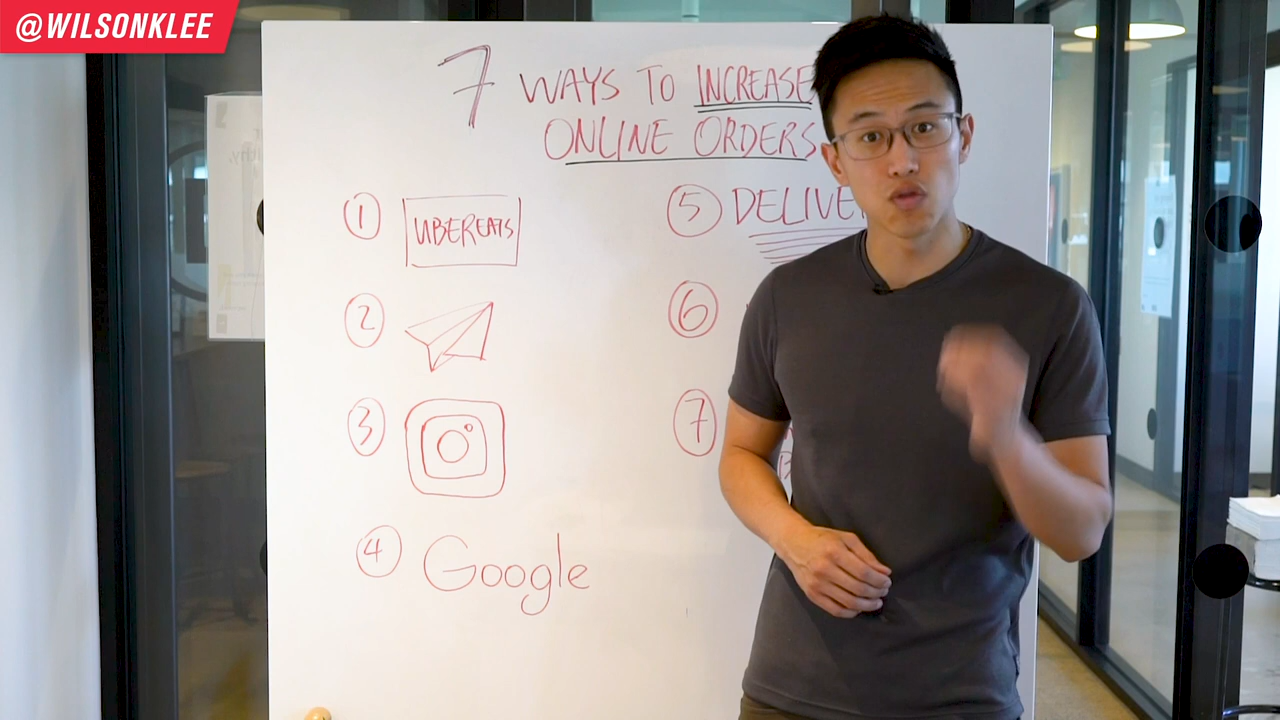 @WILSONKLEE
7 WAYS TO INCREASE
ONLINE ORDERS
1 UBEREATS
2
3
4 Google
5 DELIVE
6
7